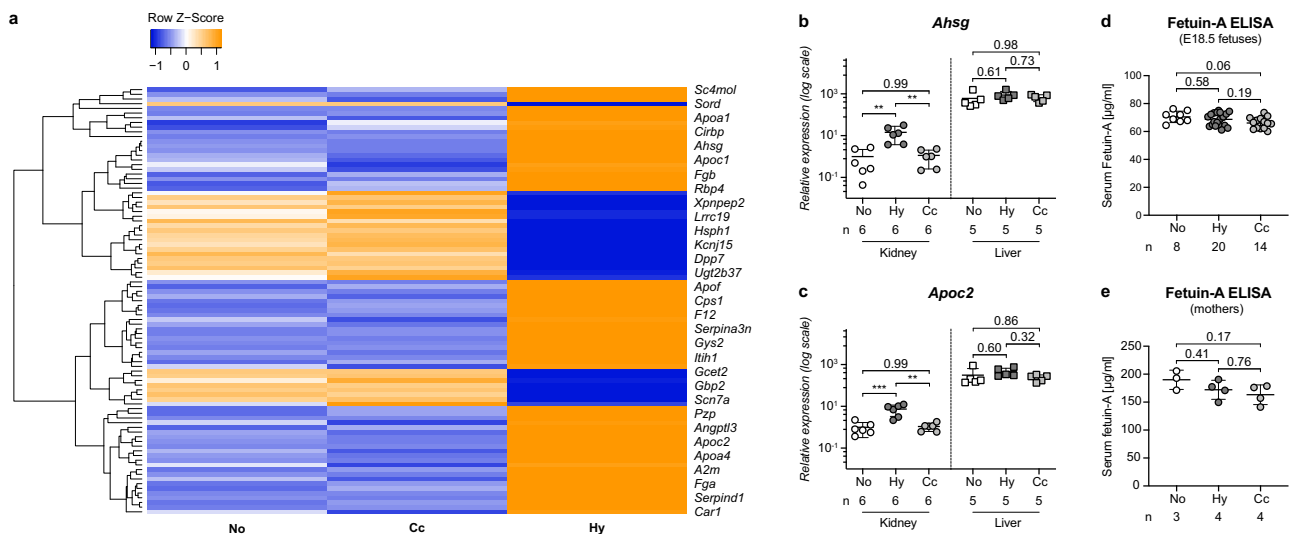 a
Row Z−Score
−1 0 1
Sc4mol
Sord
Apoa1
Cirbp
Ahsg
Apoc1
Fgb
Rbp4
Xpnpep2
Lrrc19
Hsph1
Kcnj15
Dpp7
Ugt2b37
Apof
Cps1
F12
Serpina3n
Gys2
Itih1
Gcet2
Gbp2
Scn7a
Pzp
Angptl3
Apoc2
Apoa4
A2m
Fga
Serpind1
Car1
No Cc Hy
b
Ahsg
Relative expression (log scale)
10³
10¹
10⁻¹
0.99
** **
0.98
0.61 0.73
No Hy Cc No Hy Cc
n 6 6 6 5 5 5
Kidney Liver
c
Apoc2
Relative expression (log scale)
10³
10¹
10⁻¹
0.99
*** **
0.86
0.60 0.32
No Hy Cc No Hy Cc
n 6 6 6 5 5 5
Kidney Liver
d
Fetuin-A ELISA
(E18.5 fetuses)
Serum Fetuin-A [µg/ml]
100
80
60
40
20
0
0.06
0.58 0.19
No Hy Cc
n 8 20 14
e
Fetuin-A ELISA
(mothers)
Serum fetuin-A [µg/ml]
250
200
150
100
50
0
0.17
0.41 0.76
No Hy Cc
n 3 4 4